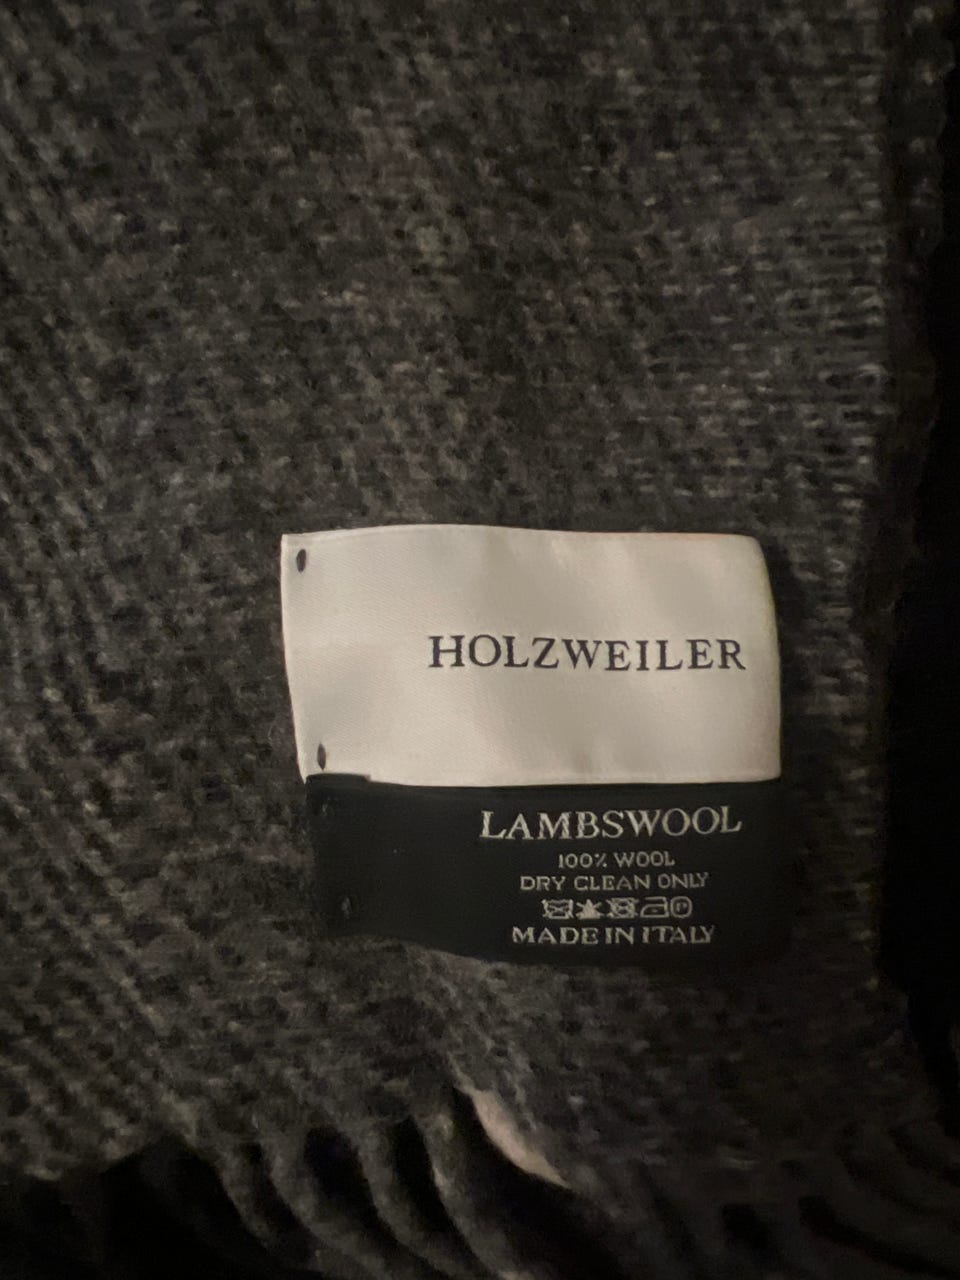 HOLZWEILER
LAMBSWOOL
100% WOOL
DRY CLEAN ONLY
MADE IN ITALY